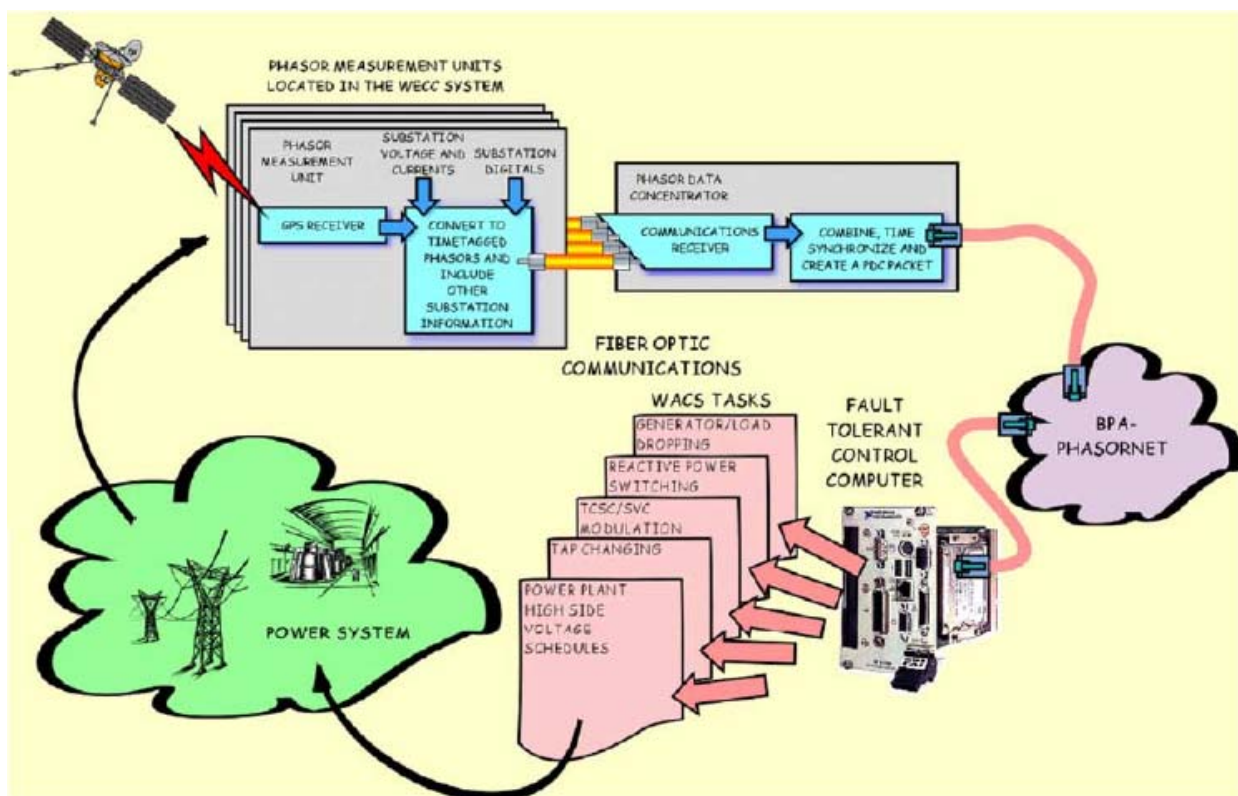 PHASOR MEASUREMENT UNITS
LOCATED IN THE WECC SYSTEM
PHASOR
MEASUREMENT
UNIT
SUBSTATION
VOLTAGE AND
CURRENTS
SUBSTATION
DIGITALS
GPS RECEIVER
CONVERT TO
TIMETAGGED
PHASORS AND
INCLUDE
OTHER
SUBSTATION
INFORMATION
PHASOR DATA
CONCENTRATOR
COMMUNICATIONS
RECEIVER
COMBINE, TIME
SYNCHRONIZE AND
CREATE A PDC PACKET
FIBER OPTIC
COMMUNICATIONS
BPA-
PHASORNET
FAULT
TOLERANT
CONTROL
COMPUTER
WACS TASKS
GENERATOR/LOAD
DROPPING
REACTIVE POWER
SWITCHING
TCSC/SVC
MODULATION
TAP CHANGING
POWER PLANT
HIGH SIDE
VOLTAGE
SCHEDULES
POWER SYSTEM